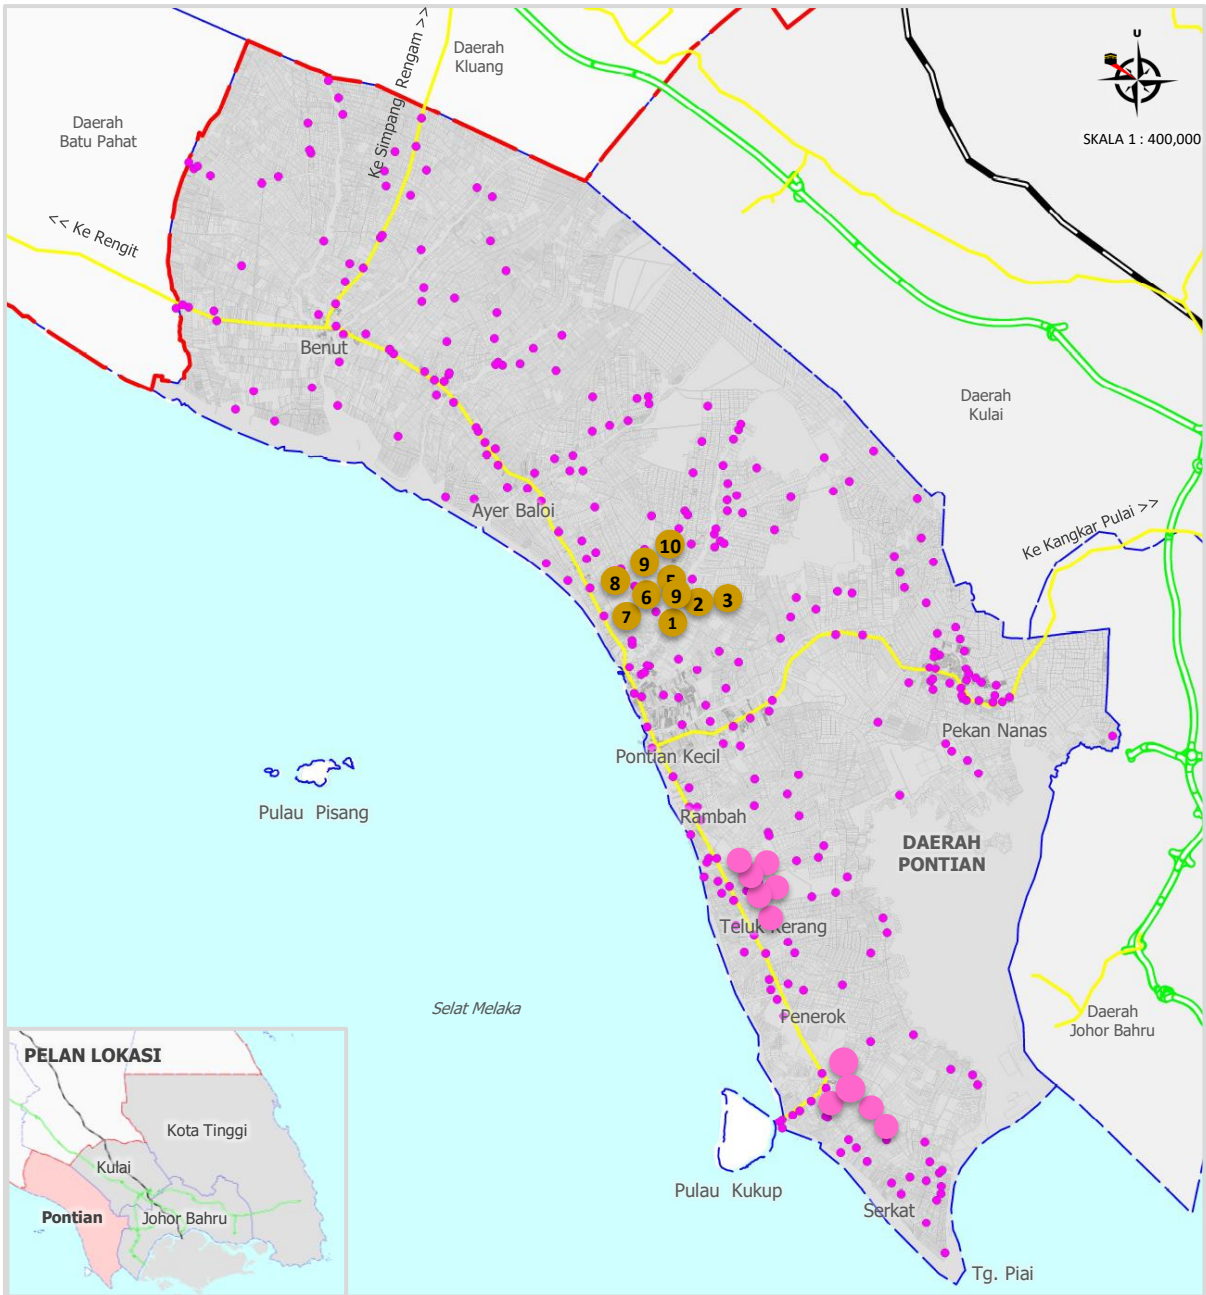 Ke Simpang Rengam >>
Daerah
Kluang
U
SKALA 1 : 400,000
Daerah
Batu Pahat
<< Ke Rengit
Benut
Daerah
Kulai
Ayer Baloi
Ke Kangkar Pulai >>
10
9
8
5
6
9
2
3
7
1
Pekan Nanas
Pontian Kecil
Pulau Pisang
Rambah
DAERAH
PONTIAN
Teluk Kerang
Selat Melaka
Penerok
Daerah
Johor Bahru
PELAN LOKASI
Kota Tinggi
Kulai
Pontian
Johor Bahru
Pulau Kukup
Serkat
Tg. Piai